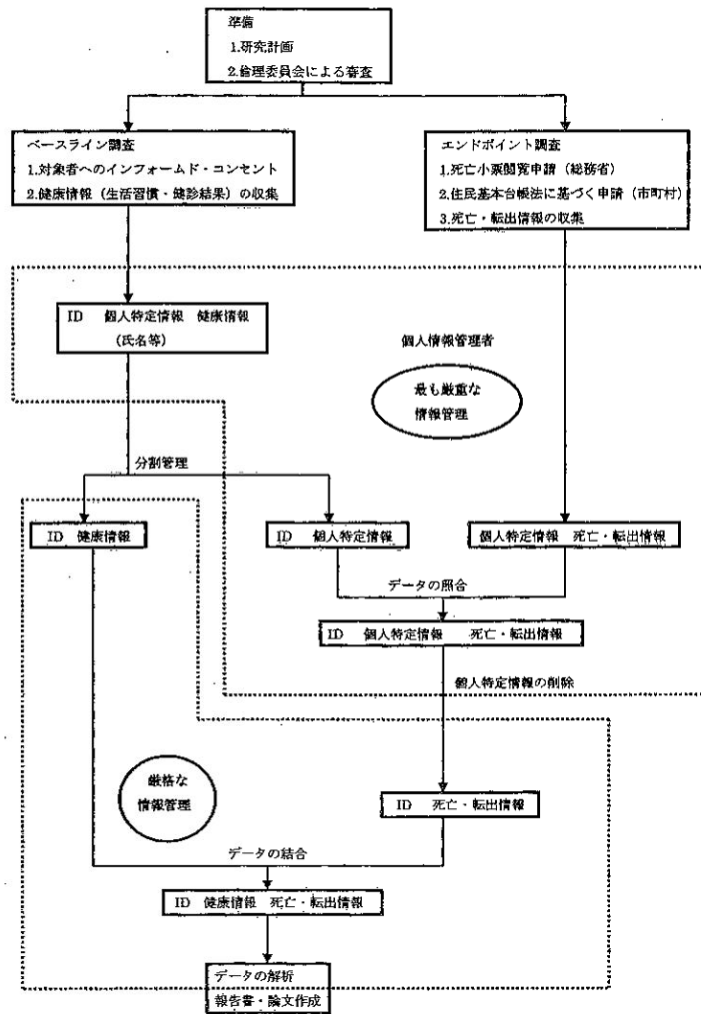 準備
1.研究計画
2.倫理委員会による審査
ベースライン調査
1.対象者へのインフォームド・コンセント
2.健康情報（生活習慣・健診結果）の収集
エンドポイント調査
1.死亡小票閲覧申請（総務省）
2.住民基本台帳法に基づく申請（市町村）
3.死亡・転出情報の収集
ID 個人特定情報 健康情報
（氏名等）
個人情報管理者
最も厳重な
情報管理
分割管理
ID 健康情報
ID 個人特定情報
個人特定情報 死亡・転出情報
データの照合
ID 個人特定情報 死亡・転出情報
個人特定情報の削除
厳格な
情報管理
ID 死亡・転出情報
データの結合
ID 健康情報 死亡・転出情報
データの解析
報告書・論文作成